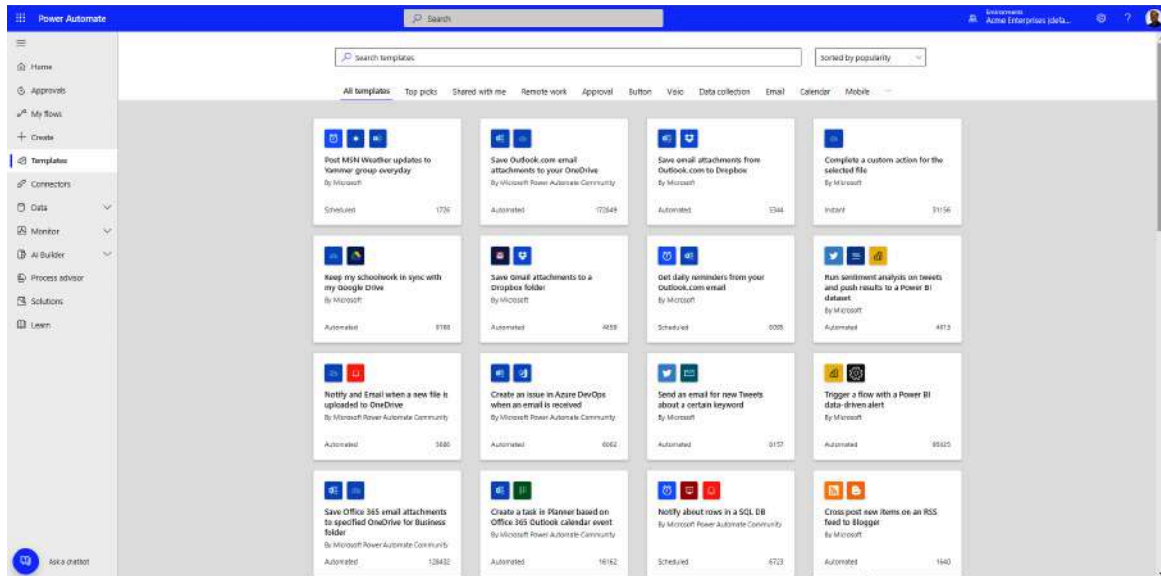 Power Automate
Search
Environments
Acme Enterprises (defa...
?
Home
Approvals
My flows
Create
Templates
Connectors
Data
Monitor
AI Builder
Process advisor
Solutions
Learn
Ask a chatbot
Search templates
Sorted by popularity
All templates Top picks Shared with me Remote work Approval Button Visio Data collection Email Calendar Mobile ...
Post MSN Weather updates to
Yammer group everyday
By Microsoft
Scheduled 1726
Save Outlook.com email
attachments to your OneDrive
By Microsoft Power Automate Community
Automated 172649
Save email attachments from
Outlook.com to Dropbox
By Microsoft
Automated 5344
Complete a custom action for the
selected file
By Microsoft
Instant 31156
Keep my schoolwork in sync with
my Google Drive
By Microsoft
Automated
Save Gmail attachments to a
Dropbox folder
By Microsoft
Automated
Get daily reminders from your
Outlook.com email
By Microsoft
Scheduled
Run sentiment analysis on tweets
and push results to a Power BI
dataset
By Microsoft
Automated
Notify and Email when a new file is
uploaded to OneDrive
By Microsoft Power Automate Community
Automated
Create an issue in Azure DevOps
when an email is received
By Microsoft Power Automate Community
Automated
Send an email for new Tweets
about a certain keyword
By Microsoft
Automated
Trigger a flow with a Power BI
data-driven alert
By Microsoft
Automated
Save Office 365 email attachments
to specified OneDrive for Business
folder
By Microsoft Power Automate Community
Automated 128432
Create a task in Planner based on
Office 365 Outlook calendar event
By Microsoft Power Automate Community
Automated 16162
Notify about rows in a SQL DB
By Microsoft Power Automate Community
Scheduled 6723
Cross post new items on an RSS
feed to Blogger
By Microsoft
Automated 1640